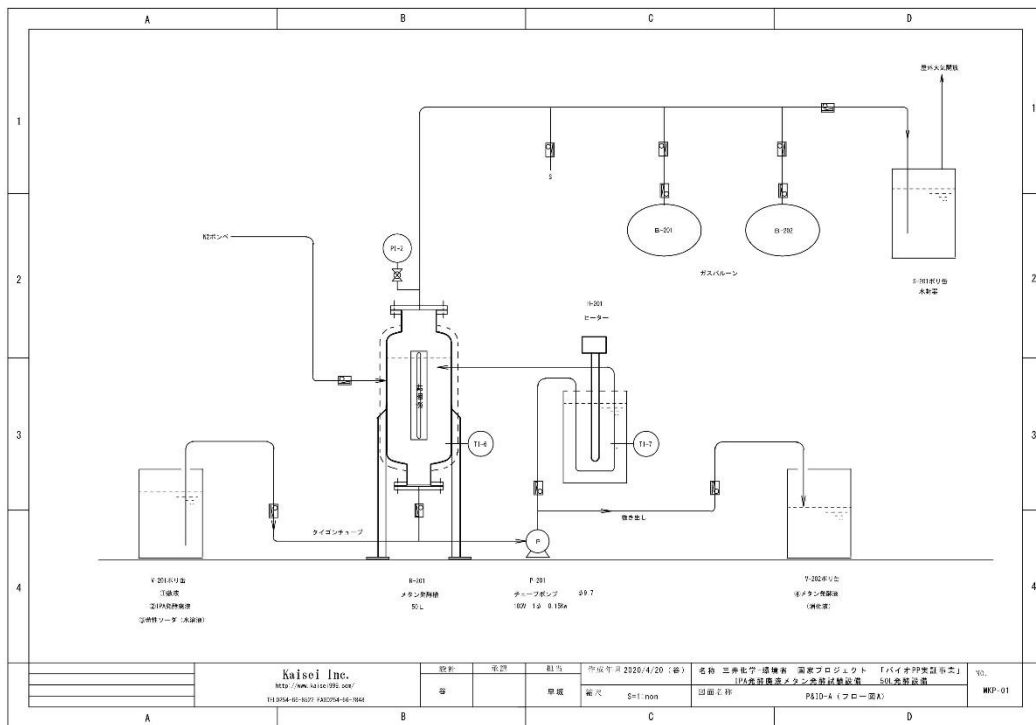 A B C D
1 1
屋外大気開放
S
B-201
B-202
ガスバルーン
S-201ポリ缶
水封器
N2ボンベ
PI-2
2 2
H-201
ヒーター
TI-6
TI-7
3 3
タイゴンチューブ
抜き出し
P
V-201ポリ缶
②IPA発酵廃液
③苛性ソーダ(水溶液)
R-201
メタン発酵槽
50L
P-201
チューブポンプ φ9.7
100V 1φ 0.15Kw
V-202ポリ缶
④メタン発酵液
(消化液)
4 4
Kaisei Inc.
設計 承認 担当
作成年月 2020/4/20 (春)
名称 三井化学-環境省 国家プロジェクト 「バイオPP実証事業」
IPA発酵廃液メタン発酵試験設備 50L発酵設備
NO.
縮尺 S=1:non
図面名称 P&ID-A (フロー図A)
MKP-01
A B C D